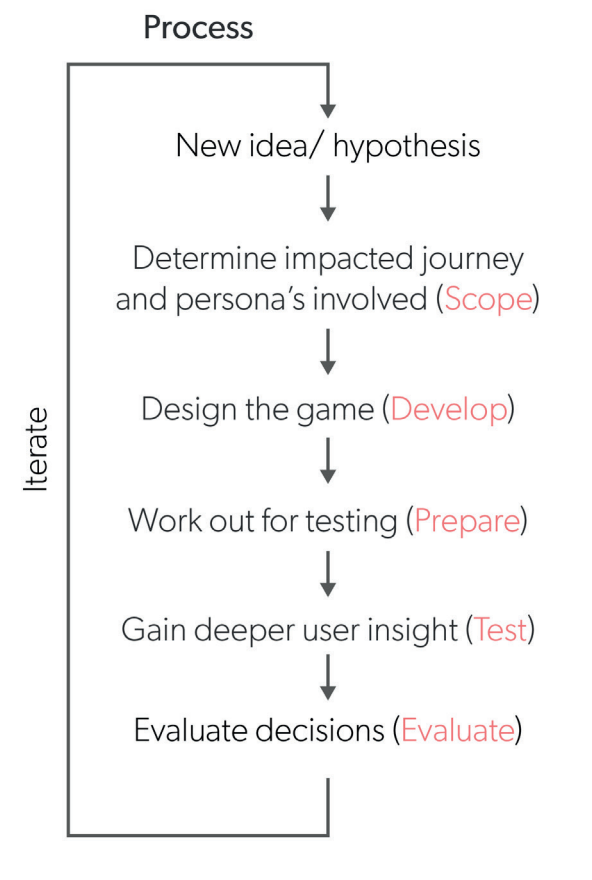 Process
New idea/ hypothesis
Determine impacted journey
and persona’s involved (Scope)
Design the game (Develop)
Iterate
Work out for testing (Prepare)
Gain deeper user insight (Test)
Evaluate decisions (Evaluate)